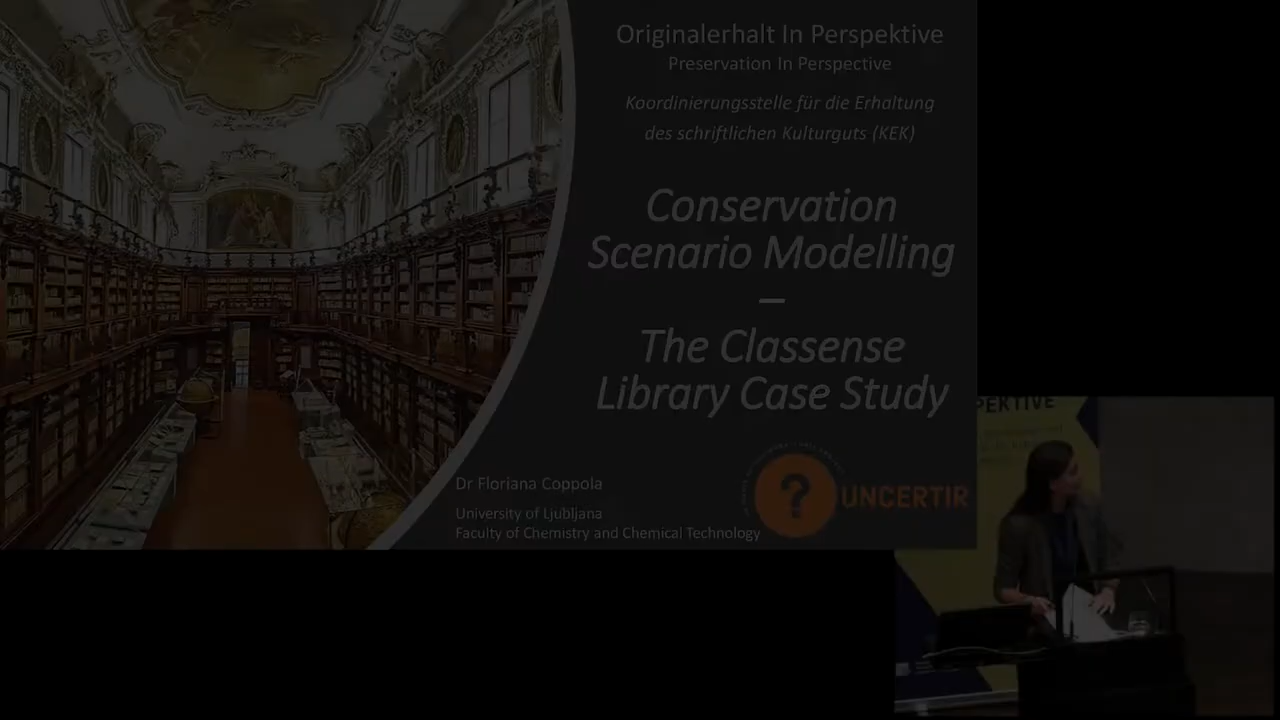 Originalerhalt In Perspektive
Preservation In Perspective
Koordinierungsstelle für die Erhaltung
des schriftlichen Kulturguts (KEK)
Conservation
Scenario Modelling
–
The Classense
Library Case Study
Dr Floriana Coppola
University of Ljubljana
Faculty of Chemistry and Chemical Technology
?
UNCERTIR
PEKTIVE